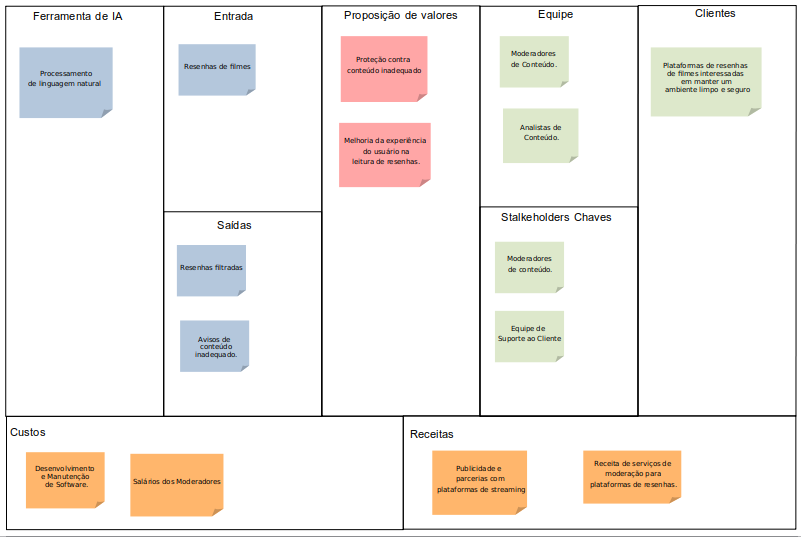 Ferramenta de IA
Processamento
de linguagem natural
Entrada
Resenhas de filmes
Saídas
Resenhas filtradas
Avisos de
conteúdo
inadequado.
Proposição de valores
Proteção contra
conteúdo inadequado
Melhoria da experiência
do usuário na
leitura de resenhas.
Equipe
Moderadores
de Conteúdo.
Analistas de
Conteúdo.
Stalkeholders Chaves
Moderadores
de conteúdo.
Equipe de
Suporte ao Cliente
Clientes
Plataformas de resenhas
de filmes interessadas
em manter um
ambiente limpo e seguro
Custos
Desenvolvimento
e Manutenção
de Software.
Salários dos Moderadores
Receitas
Publicidade e
parcerias com
plataformas de streaming
Receita de serviços de
moderação para
plataformas de resenhas.